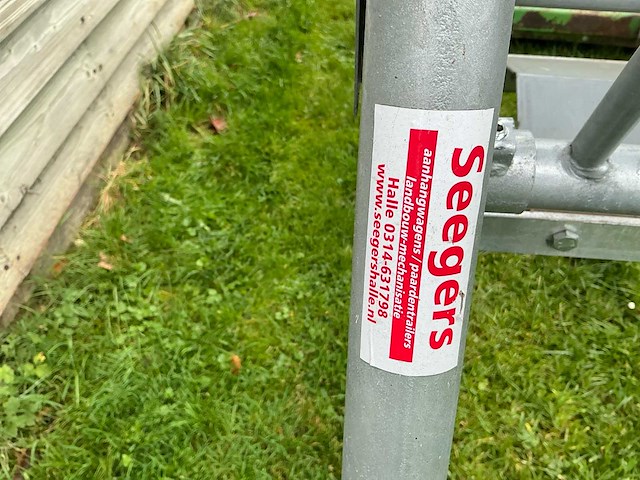 Seegers
aanhangwagens / paardentrailers
landbouw-mechanisatie
Halle 0314-631798
www.seegershalle.nl